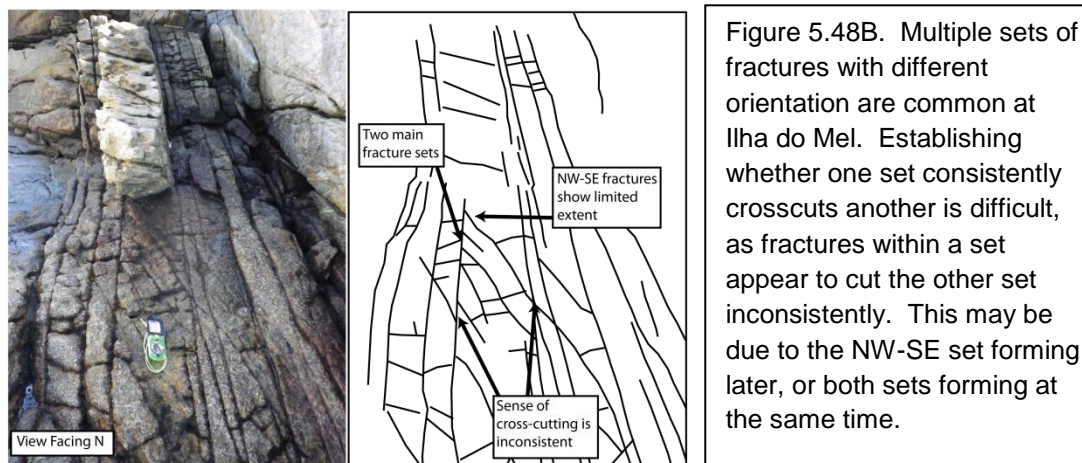 View Facing N
Two main
fracture sets
NW-SE fractures
show limited
extent
Sense of
cross-cutting is
inconsistent
Figure 5.48B.  Multiple sets of
fractures with different
orientation are common at
Ilha do Mel.  Establishing
whether one set consistently
crosscuts another is difficult,
as fractures within a set
appear to cut the other set
inconsistently.  This may be
due to the NW-SE set forming
later, or both sets forming at
the same time.